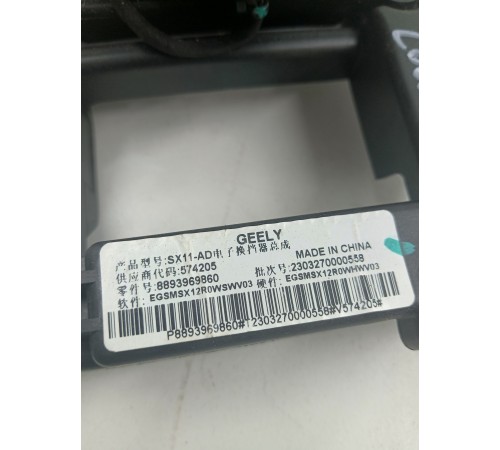 GEELY
产品型号:SX11-AD电子换挡器总成
MADE IN CHINA
供应商代码:574205
批次号:2303270000558
零件号:8893969860
软件: EGSMSX12R0WSWV03 硬件: EGSMSX12R0WHWV03
P8893969860#T2303270000558#V574205#